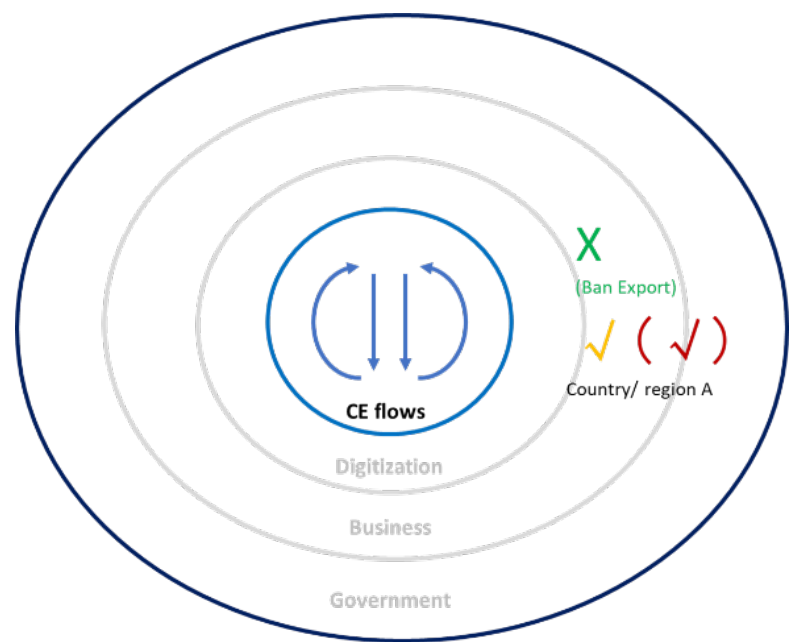 X
(Ban Export)
√ ( √ )
Country/ region A
CE flows
Digitization
Business
Government